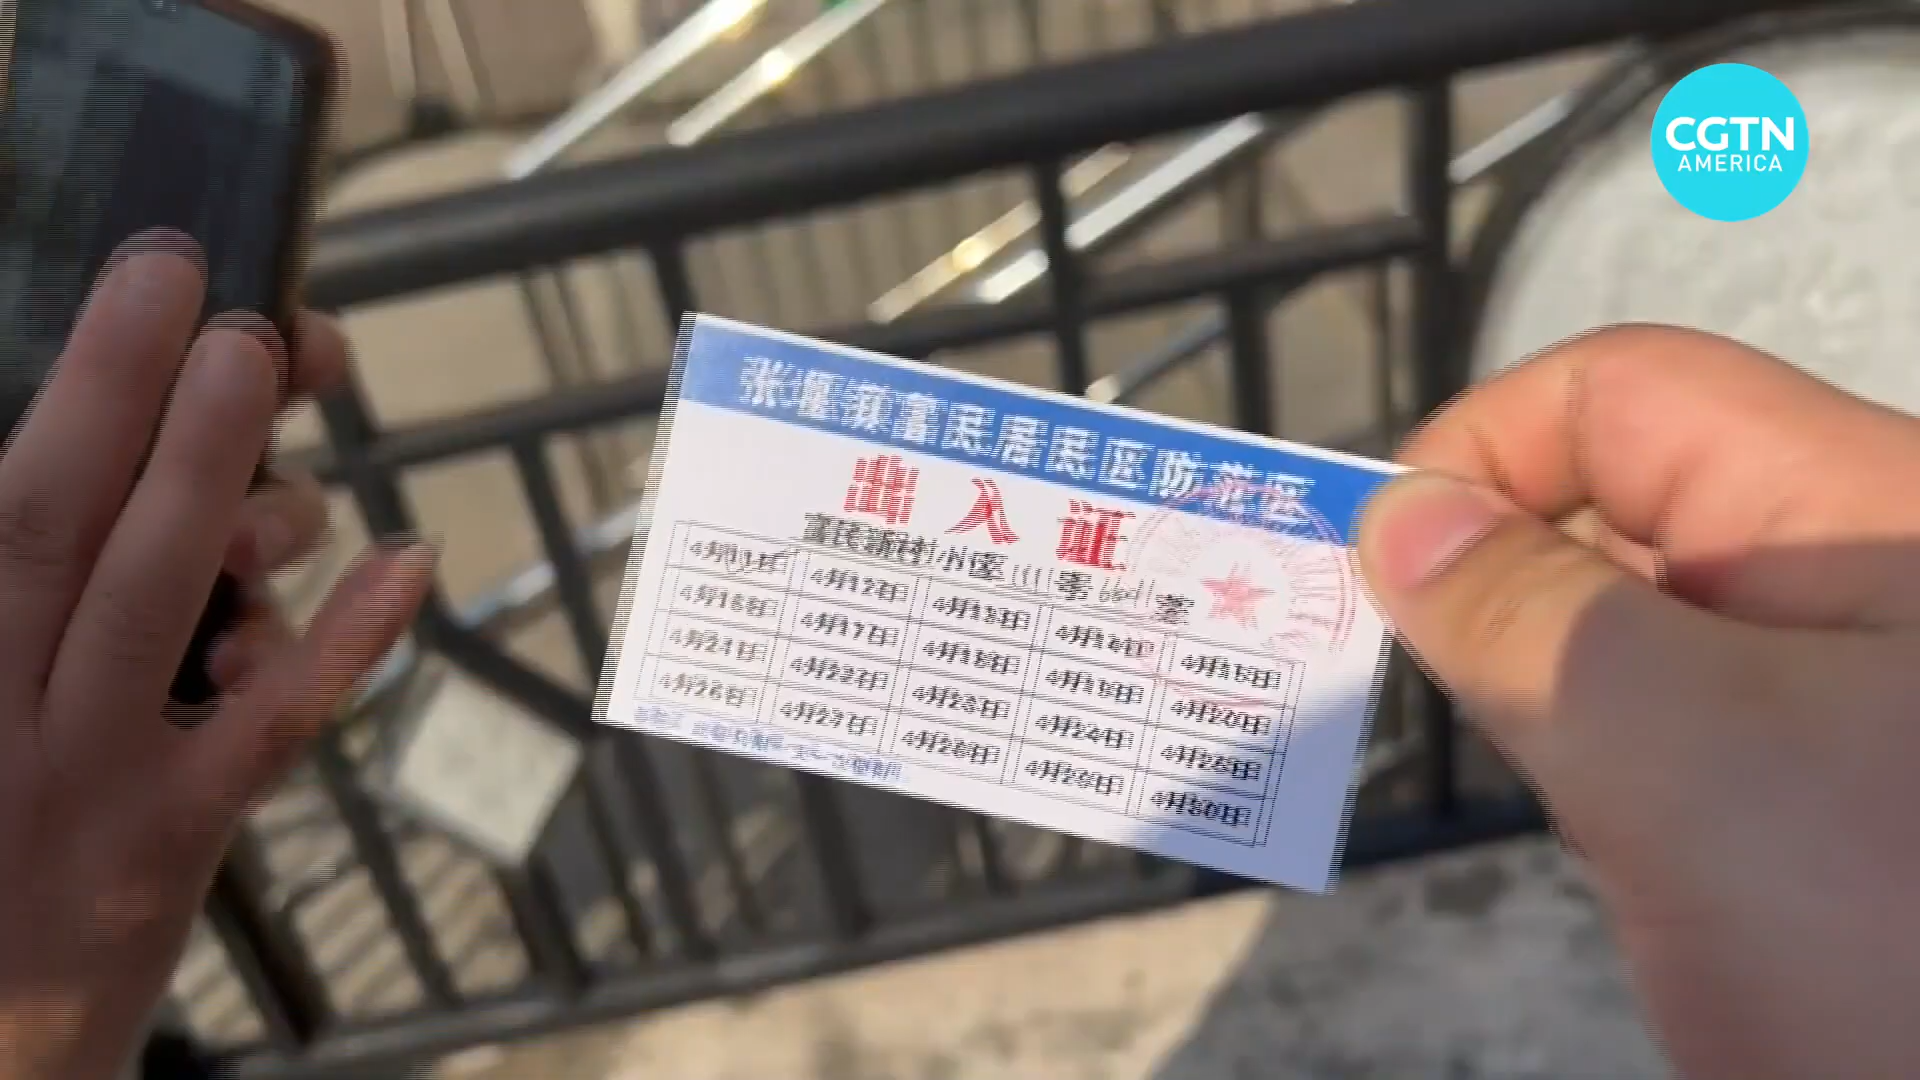 CGTN
AMERICA
张堰镇富民居民区防范区
出入证
富民新村小区 111 号 室
4月11日 4月12日 4月13日 4月14日 4月15日
4月16日 4月17日 4月18日 4月19日 4月20日
4月21日 4月22日 4月23日 4月24日 4月25日
4月26日 4月27日 4月28日 4月29日 4月30日